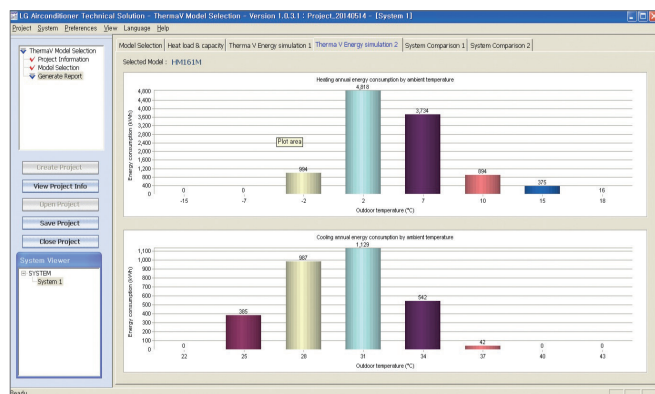 LG Airconditioner Technical Solution - ThermaV Model Selection - Version 1.0.3.1 : Project_20140514 - [System 1]
Project System Preferences View Language Help
ThermaV Model Selection
Project Information
Model Selection
Generate Report
Create Project
View Project Info
Open Project
Save Project
Close Project
System Viewer
SYSTEM
System 1
Model Selection Heat load & capacity Therma V Energy simulation 1 Therma V Energy simulation 2 System Comparison 1 System Comparison 2
Selected Model : HM161M
Heating annual energy consumption by ambient temperature
Energy consumption (kWh)
4,800
4,400
4,000
3,600
3,200
2,800
2,400
2,000
1,600
1,200
800
400
0
0 0 994 4,818 3,734 894 375 16
Plot area
-15 -7 -2 2 7 10 15 18
Outdoor temperature (°C)
Cooling annual energy consumption by ambient temperature
Energy consumption (kWh)
1,100
1,000
900
800
700
600
500
400
300
200
100
0
0 385 987 1,129 542 42 0 0
22 25 28 31 34 37 40 43
Outdoor temperature (°C)
Ready